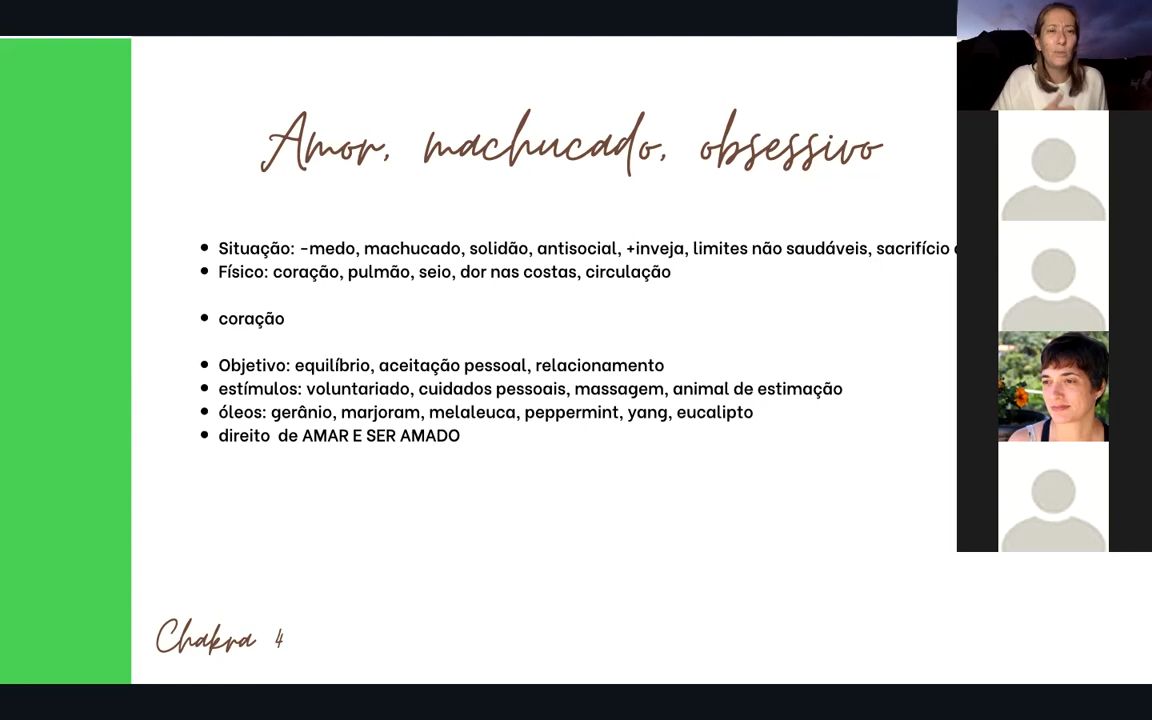 Amor, machucado, obsessivo
Situação: -medo, machucado, solidão, antisocial, +inveja, limites não saudáveis, sacrifício
Físico: coração, pulmão, seio, dor nas costas, circulação
coração
Objetivo: equilíbrio, aceitação pessoal, relacionamento
estímulos: voluntariado, cuidados pessoais, massagem, animal de estimação
óleos: gerânio, marjoram, melaleuca, peppermint, yang, eucalipto
direito de AMAR E SER AMADO
Chakra 4